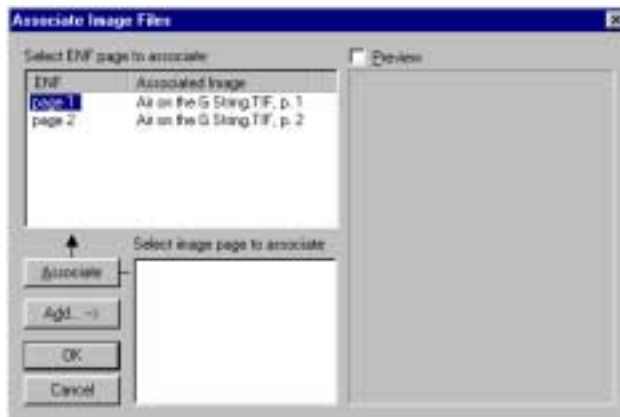 Associate Image Files
Select ENF page to associate
Preview
ENF Associated Image
page 1 Air on the G String.TIF, p. 1
page 2 Air on the G String.TIF, p. 2
Select image page to associate
Associate
Add... ->
OK
Cancel